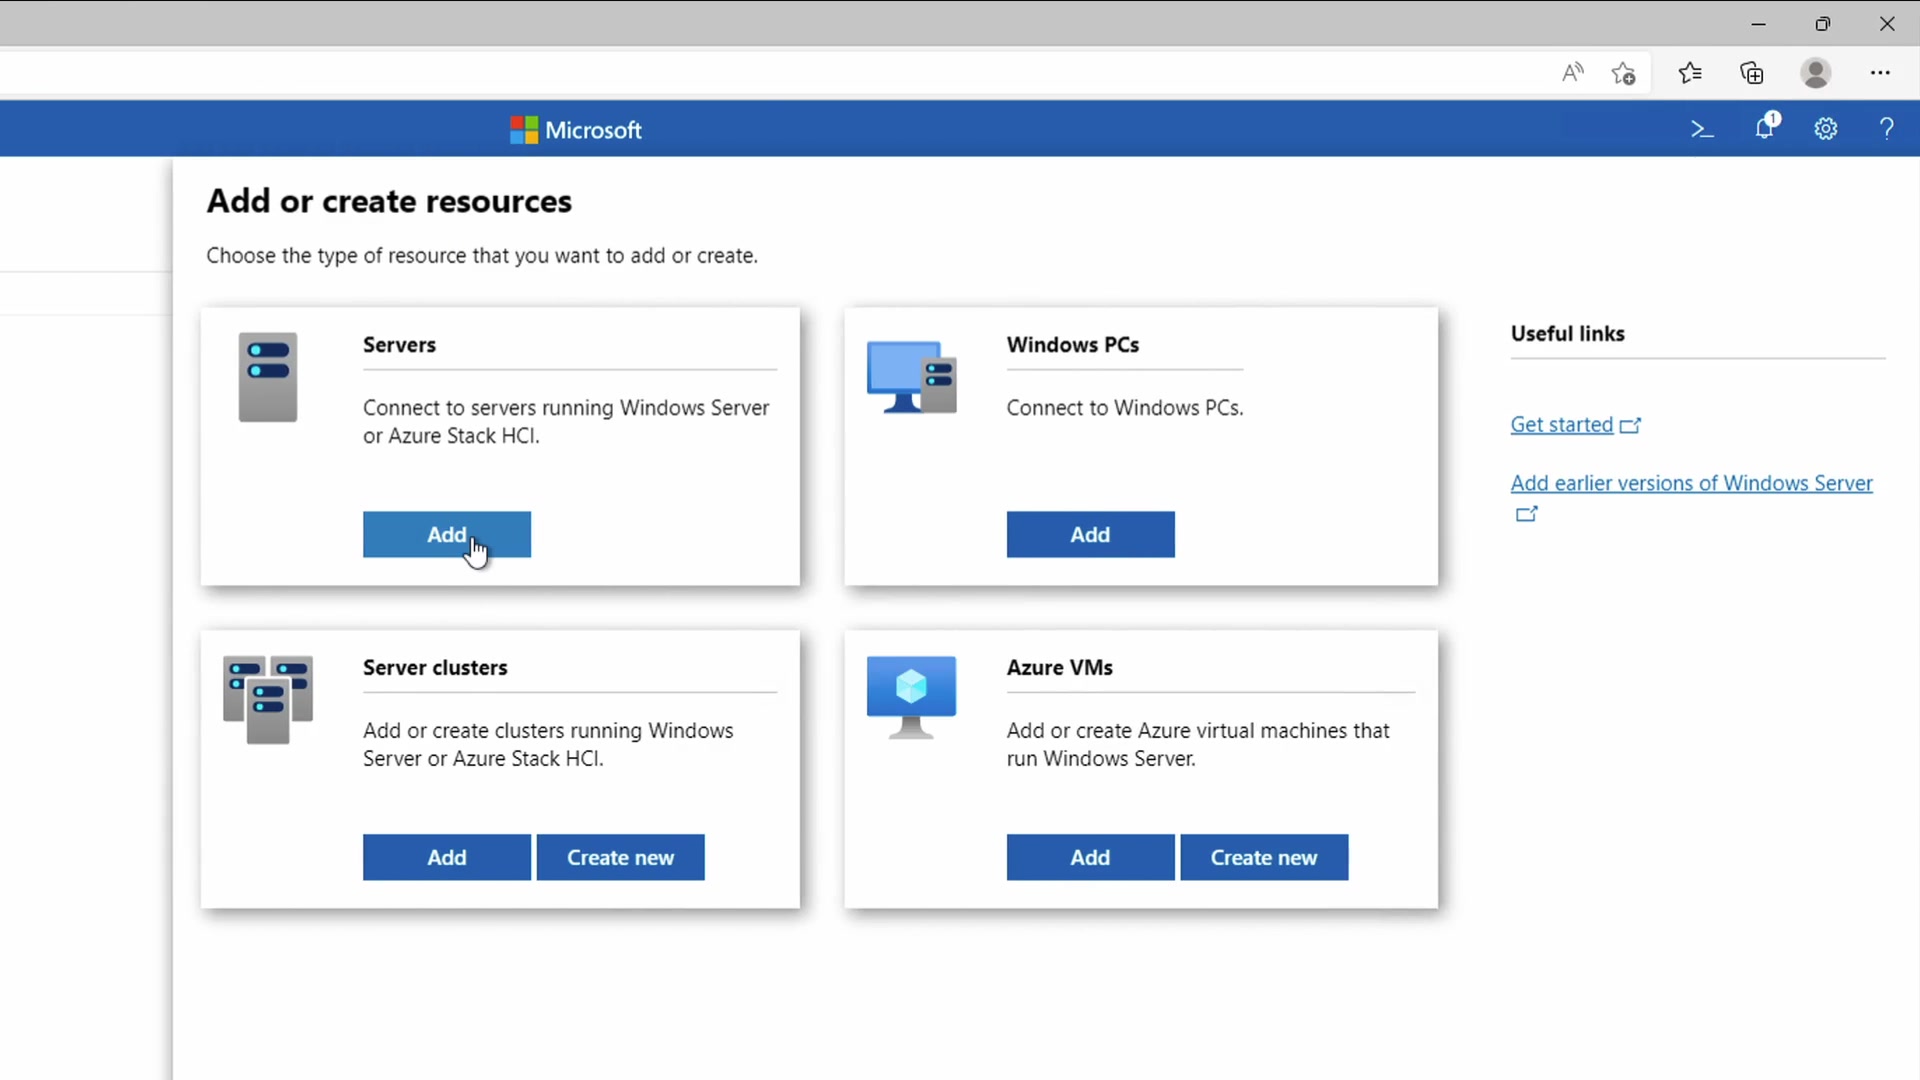 Microsoft
1
Add or create resources
Choose the type of resource that you want to add or create.
Servers
Connect to servers running Windows Server
or Azure Stack HCI.
Add
Windows PCs
Connect to Windows PCs.
Add
Server clusters
Add or create clusters running Windows
Server or Azure Stack HCI.
Add
Create new
Azure VMs
Add or create Azure virtual machines that
run Windows Server.
Add
Create new
Useful links
Get started
Add earlier versions of Windows Server